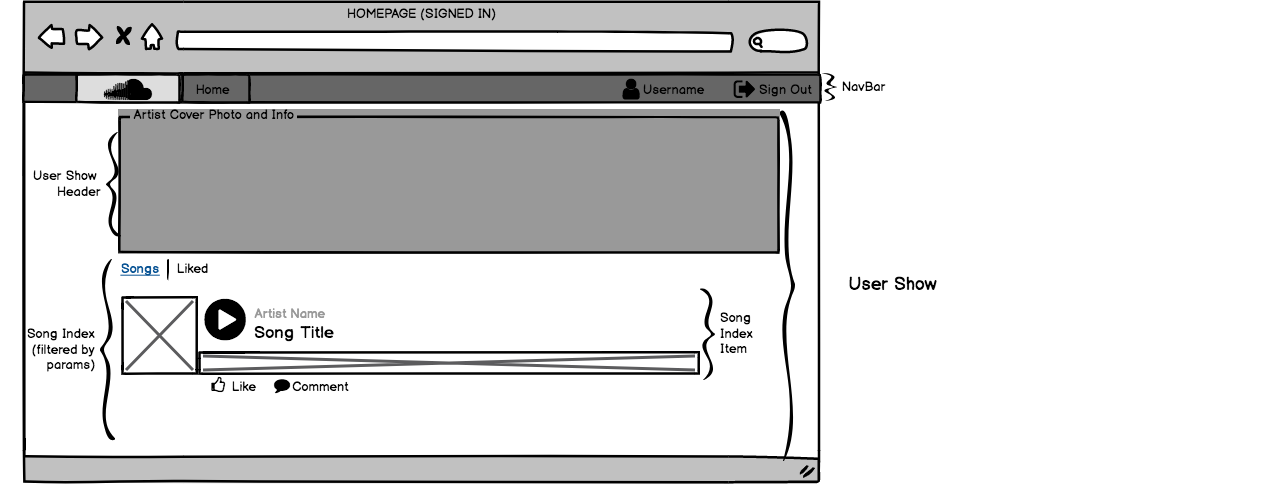 HOMEPAGE (SIGNED IN)
Home
Username
Sign Out
NavBar
Artist Cover Photo and Info
User Show
Header
Songs
Liked
User Show
Song Index
(filtered by
params)
Artist Name
Song Title
Song
Index
Item
Like
Comment